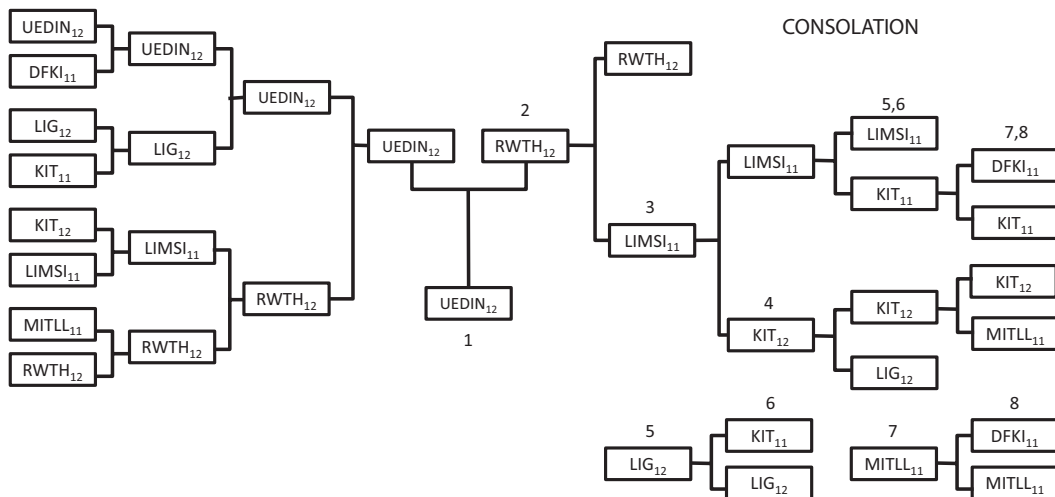 CONSOLATION
UEDIN₁₂
DFKI₁₁
LIG₁₂
KIT₁₁
KIT₁₂
LIMSI₁₁
MITLL₁₁
RWTH₁₂
UEDIN₁₂
LIG₁₂
LIMSI₁₁
RWTH₁₂
UEDIN₁₂
RWTH₁₂
UEDIN₁₂
UEDIN₁₂
1
2
RWTH₁₂
RWTH₁₂
3
LIMSI₁₁
LIMSI₁₁
4
KIT₁₂
5,6
LIMSI₁₁
KIT₁₁
7,8
DFKI₁₁
KIT₁₁
KIT₁₂
LIG₁₂
KIT₁₂
MITLL₁₁
5
LIG₁₂
6
KIT₁₁
LIG₁₂
7
MITLL₁₁
8
DFKI₁₁
MITLL₁₁